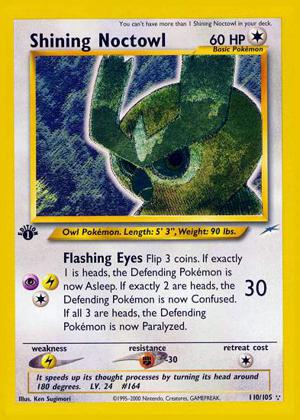 You can't have more than 1 Shining Noctowl in your deck.
Shining Noctowl 60 HP
Basic Pokémon
Owl Pokémon. Length: 5' 3", Weight: 90 lbs.
1
Flashing Eyes Flip 3 coins. If exactly
1 is heads, the Defending Pokémon is
now Asleep. If exactly 2 are heads, the
Defending Pokémon is now Confused. 30
If all 3 are heads, the Defending
Pokémon is now Paralyzed.
weakness resistance retreat cost
30
It speeds up its thought processes by turning its head around
180 degrees. LV. 24 #164
Illus. Ken Sugimori ©1995-2000 Nintendo, Creatures, GAMEFREAK. 110/105